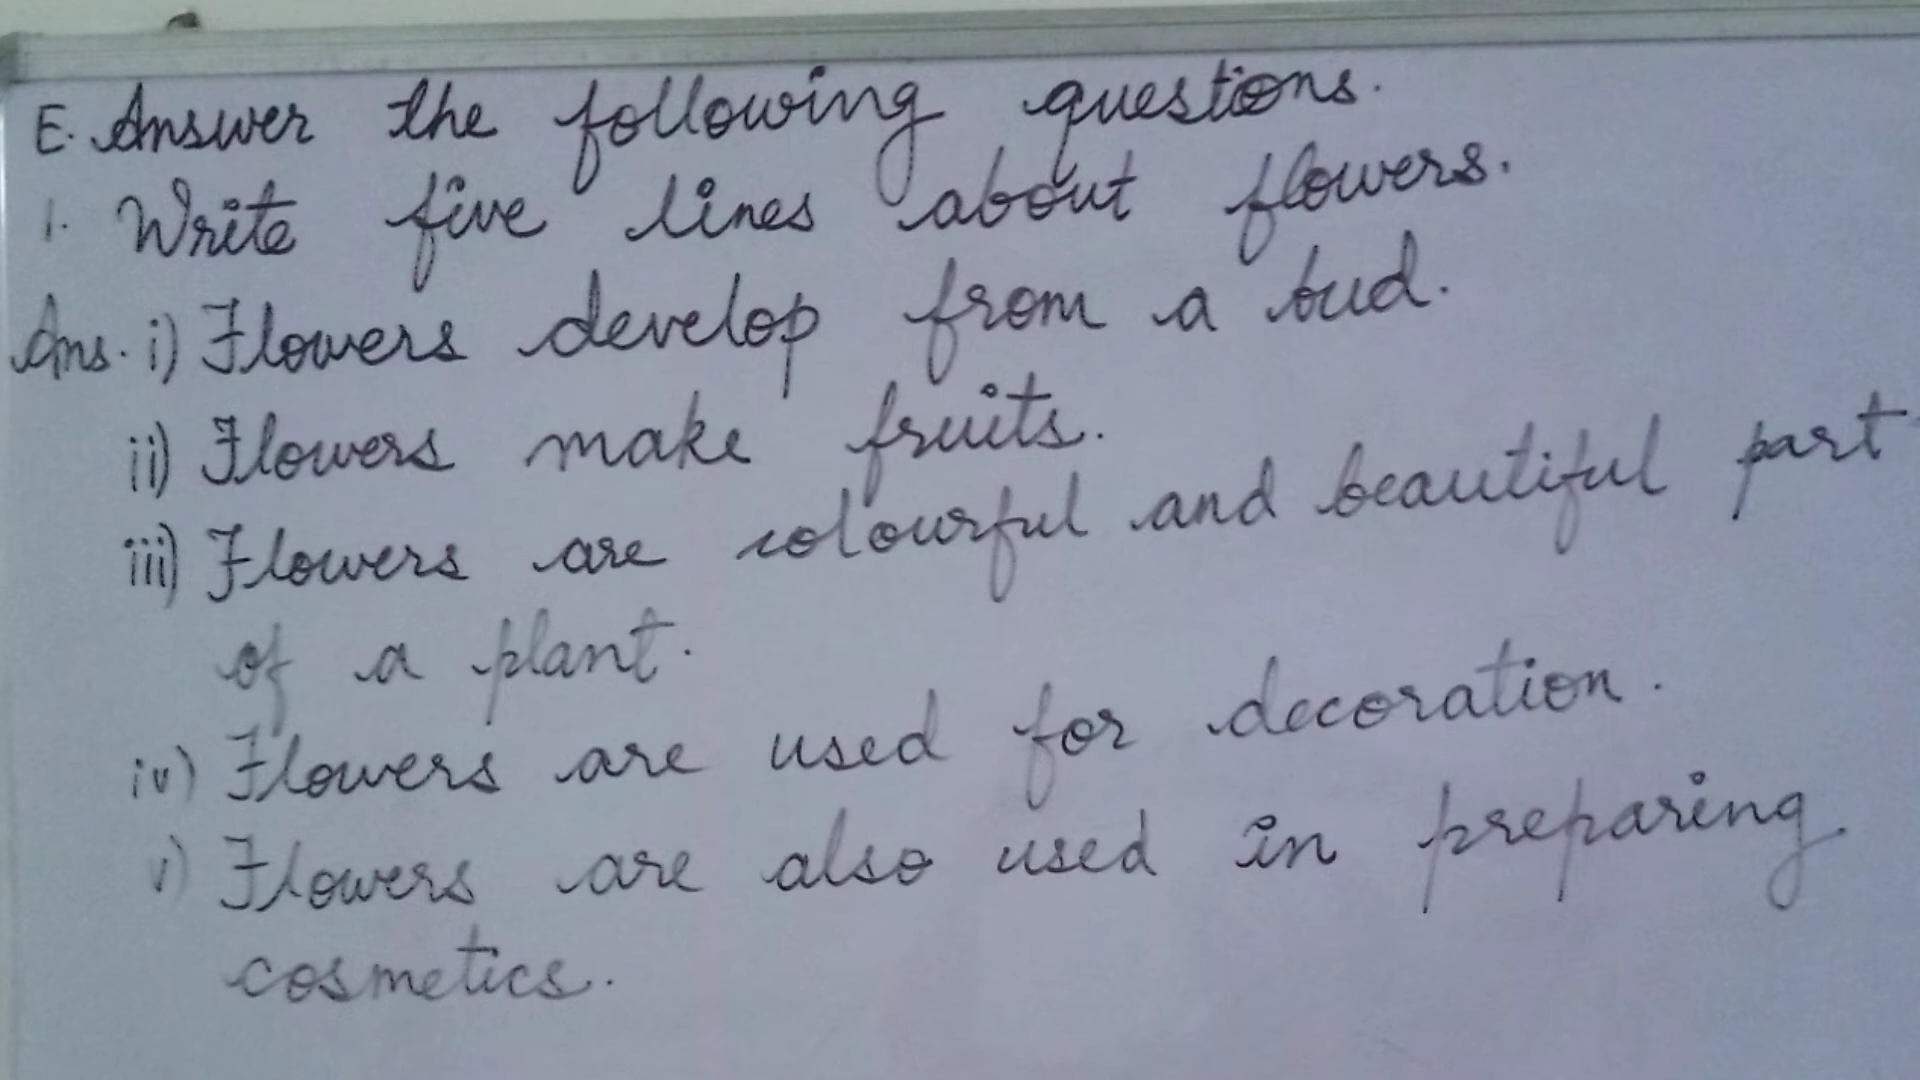 E. Answer the following questions.
1. Write five lines about flowers.
Ans. i) Flowers develop from a bud.
ii) Flowers make fruits.
iii) Flowers are colourful and beautiful part
of a plant.
iv) Flowers are used for decoration.
v) Flowers are also used in preparing
cosmetics.